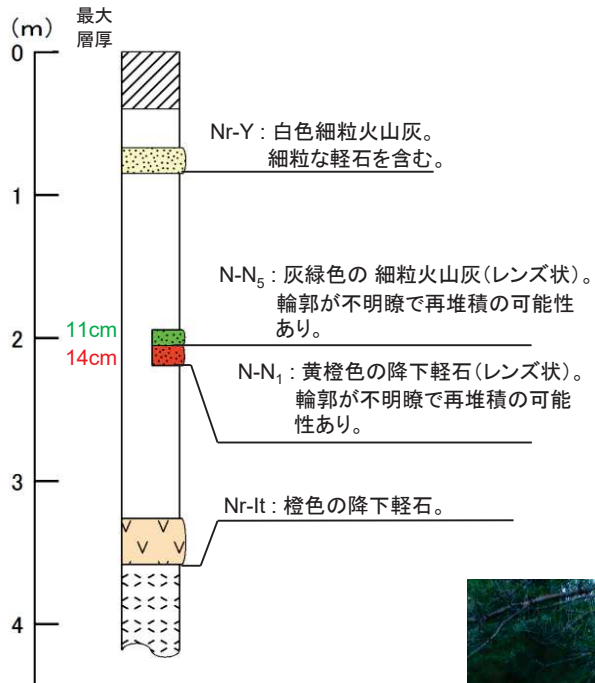 (m)
最大
層厚
0
Nr-Y : 白色細粒火山灰。
細粒な軽石を含む。
1
N-N₅ : 灰緑色の 細粒火山灰(レンズ状)。
輪郭が不明瞭で再堆積の可能性
あり。
11cm
2
14cm
N-N₁ : 黄橙色の降下軽石(レンズ状)。
輪郭が不明瞭で再堆積の可能
性あり。
3
Nr-It : 橙色の降下軽石。
4